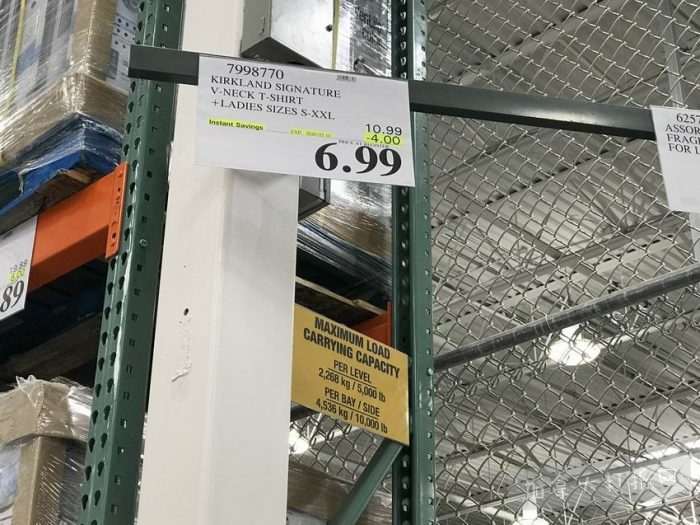 7998770
KIRKLAND SIGNATURE
V-NECK T-SHIRT
+LADIES SIZES S-XXL
Instant Savings
10.99
-4.00
6.99
6257
ASSO
FRAG
FOR L
89
MAXIMUM LOAD
CARRYING CAPACITY
PER LEVEL
2,268 kg / 5,000 lb
PER BAY / SIDE
4,536 kg / 10,000 lb